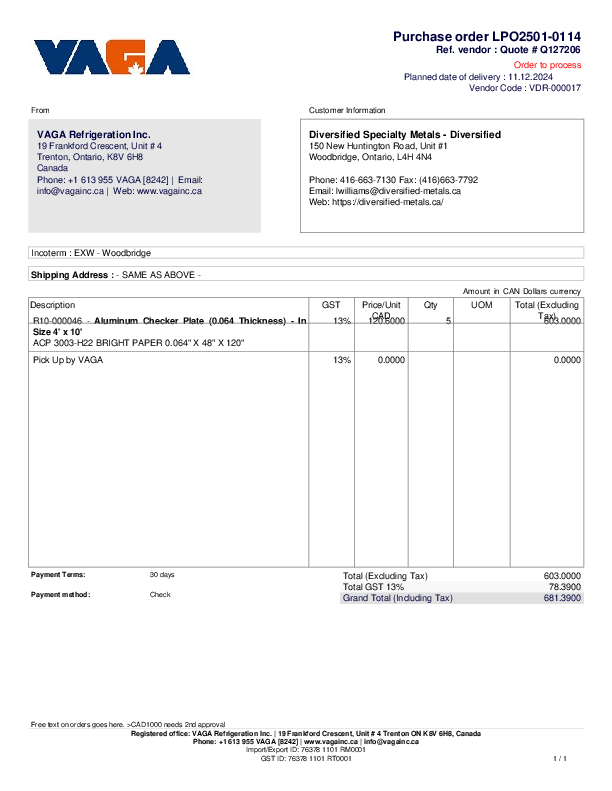 VAGA
Purchase order LPO2501-0114
Ref. vendor : Quote # Q127206
Order to process
Planned date of delivery : 11.12.2024
Vendor Code : VDR-000017
From
VAGA Refrigeration Inc.
19 Frankford Crescent, Unit # 4
Trenton, Ontario, K8V 6H8
Canada
Phone: +1 613 955 VAGA [8242] | Email:
info@vagainc.ca | Web: www.vagainc.ca
Customer Information
Diversified Specialty Metals - Diversified
150 New Huntington Road, Unit #1
Woodbridge, Ontario, L4H 4N4
Phone: 416-663-7130 Fax: (416)663-7792
Email: lwilliams@diversified-metals.ca
Web: https://diversified-metals.ca/
Incoterm : EXW - Woodbridge
Shipping Address : - SAME AS ABOVE -
Amount in CAN Dollars currency
Description GST Price/Unit CAD Qty UOM Total (Excluding Tax)
R10-000046 - Aluminum Checker Plate (0.064 Thickness) - In 13% 120.6000 5 603.0000
Size 4' x 10'
ACP 3003-H22 BRIGHT PAPER 0.064" X 48" X 120"
Pick Up by VAGA 13% 0.0000 0.0000
Payment Terms: 30 days
Payment method: Check
Total (Excluding Tax) 603.0000
Total GST 13% 78.3900
Grand Total (Including Tax) 681.3900
Free text on orders goes here. >CAD1000 needs 2nd approval
Registered office: VAGA Refrigeration Inc. | 19 Frankford Crescent, Unit # 4 Trenton ON K8V 6H8, Canada
Phone: +1 613 955 VAGA [8242] | www.vagainc.ca | info@vagainc.ca
Import/Export ID: 76378 1101 RM0001
GST ID: 76378 1101 RT0001
1 / 1